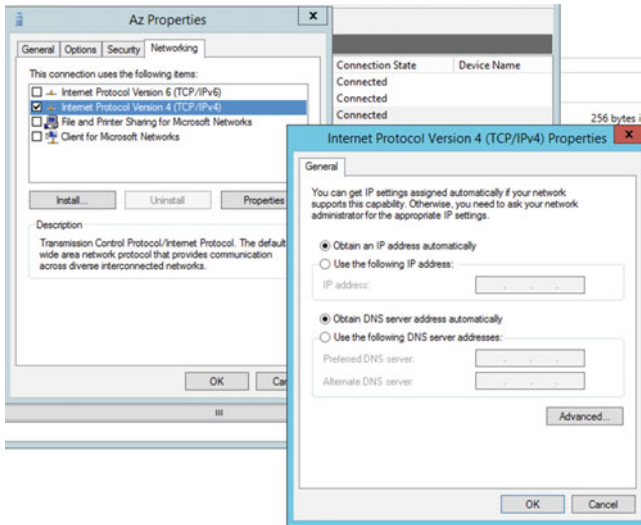 Az Properties
x
General
Options
Security
Networking
This connection uses the following items:
Internet Protocol Version 6 (TCP/IPv6)
Internet Protocol Version 4 (TCP/IPv4)
File and Printer Sharing for Microsoft Networks
Client for Microsoft Networks
Install...
Uninstall
Properties
Description
Transmission Control Protocol/Internet Protocol. The default
wide area network protocol that provides communication
across diverse interconnected networks.
OK
Connection State
Device Name
Connected
Connected
Connected
256 bytes i
Internet Protocol Version 4 (TCP/IPv4) Properties
x
General
You can get IP settings assigned automatically if your network
supports this capability. Otherwise, you need to ask your network
administrator for the appropriate IP settings.
Obtain an IP address automatically
Use the following IP address:
IP address:
Obtain DNS server address automatically
Use the following DNS server addresses:
Preferred DNS server:
Alternate DNS server:
Advanced...
OK
Cancel